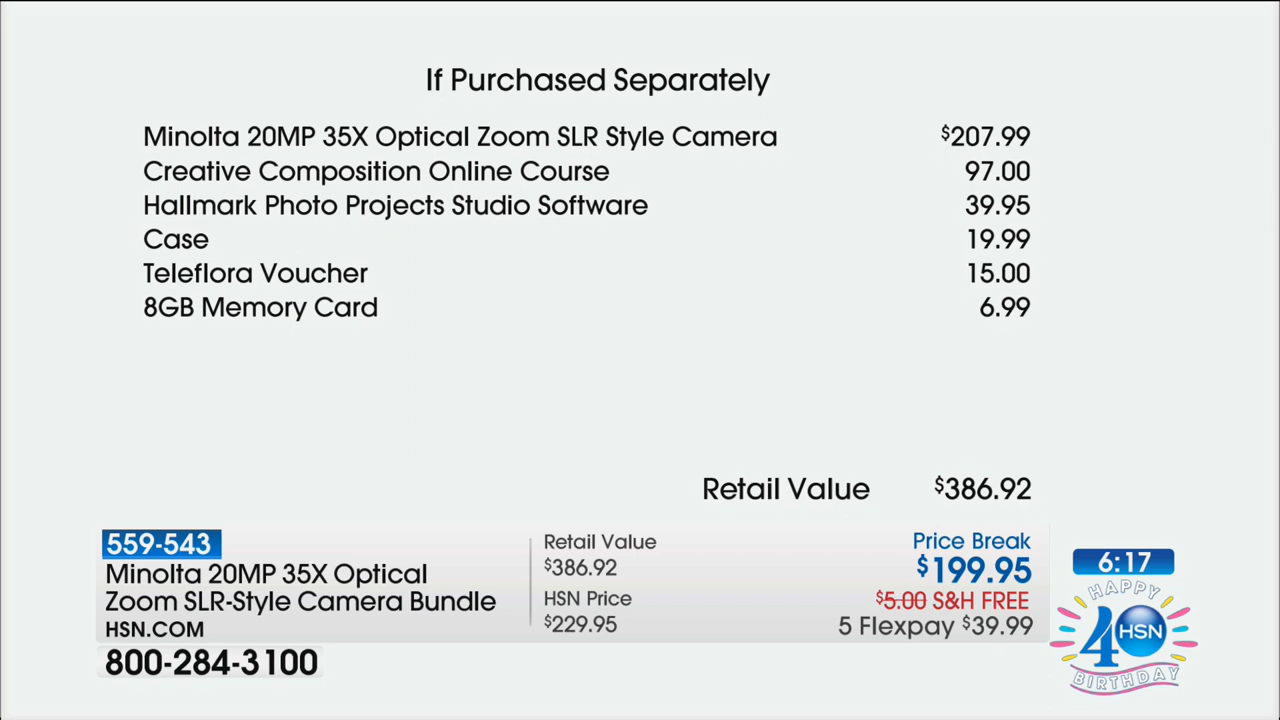 If Purchased Separately
Minolta 20MP 35X Optical Zoom SLR Style Camera $207.99
Creative Composition Online Course 97.00
Hallmark Photo Projects Studio Software 39.95
Case 19.99
Teleflora Voucher 15.00
8GB Memory Card 6.99
Retail Value $386.92
559-543
Minolta 20MP 35X Optical
Zoom SLR-Style Camera Bundle
HSN.COM
800-284-3100
Retail Value
$386.92
HSN Price
$229.95
Price Break
$199.95
$5.00 S&H FREE
5 Flexpay $39.99
6:17
HAPPY
40 HSN
BIRTHDAY